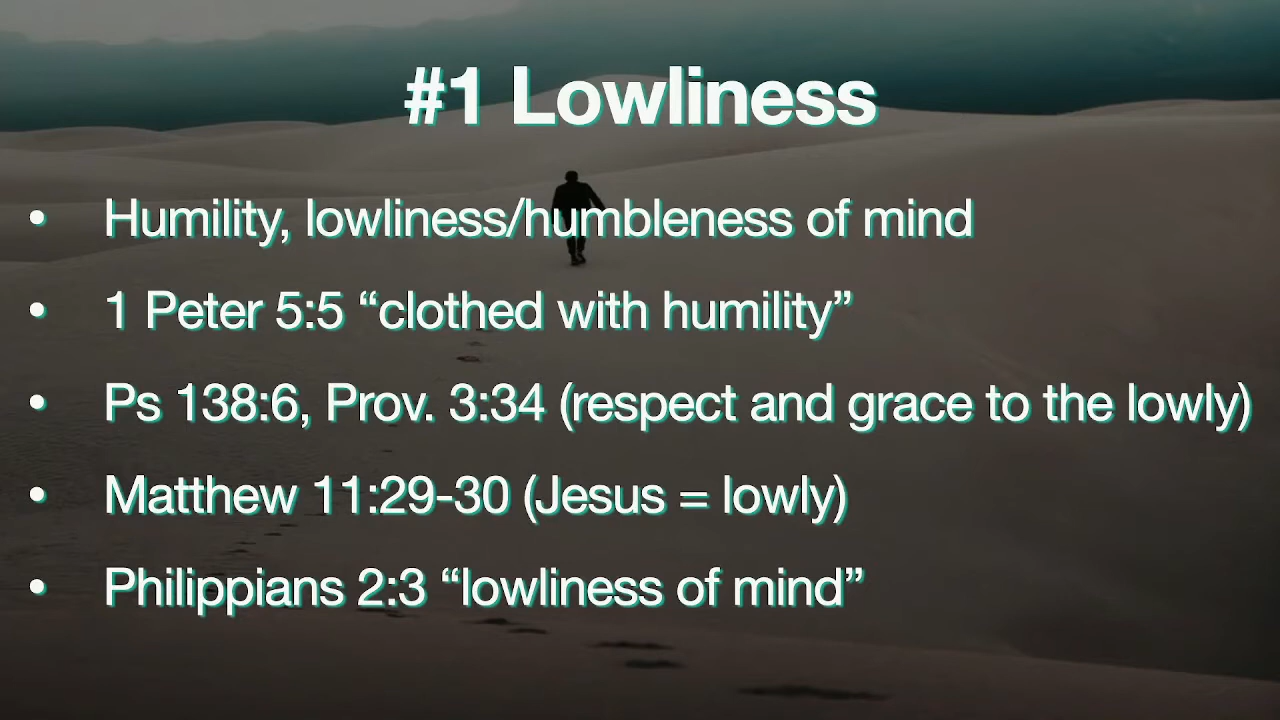 #1 Lowliness
• Humility, lowliness/humbleness of mind
• 1 Peter 5:5 “clothed with humility”
• Ps 138:6, Prov. 3:34 (respect and grace to the lowly)
• Matthew 11:29-30 (Jesus = lowly)
• Philippians 2:3 “lowliness of mind”